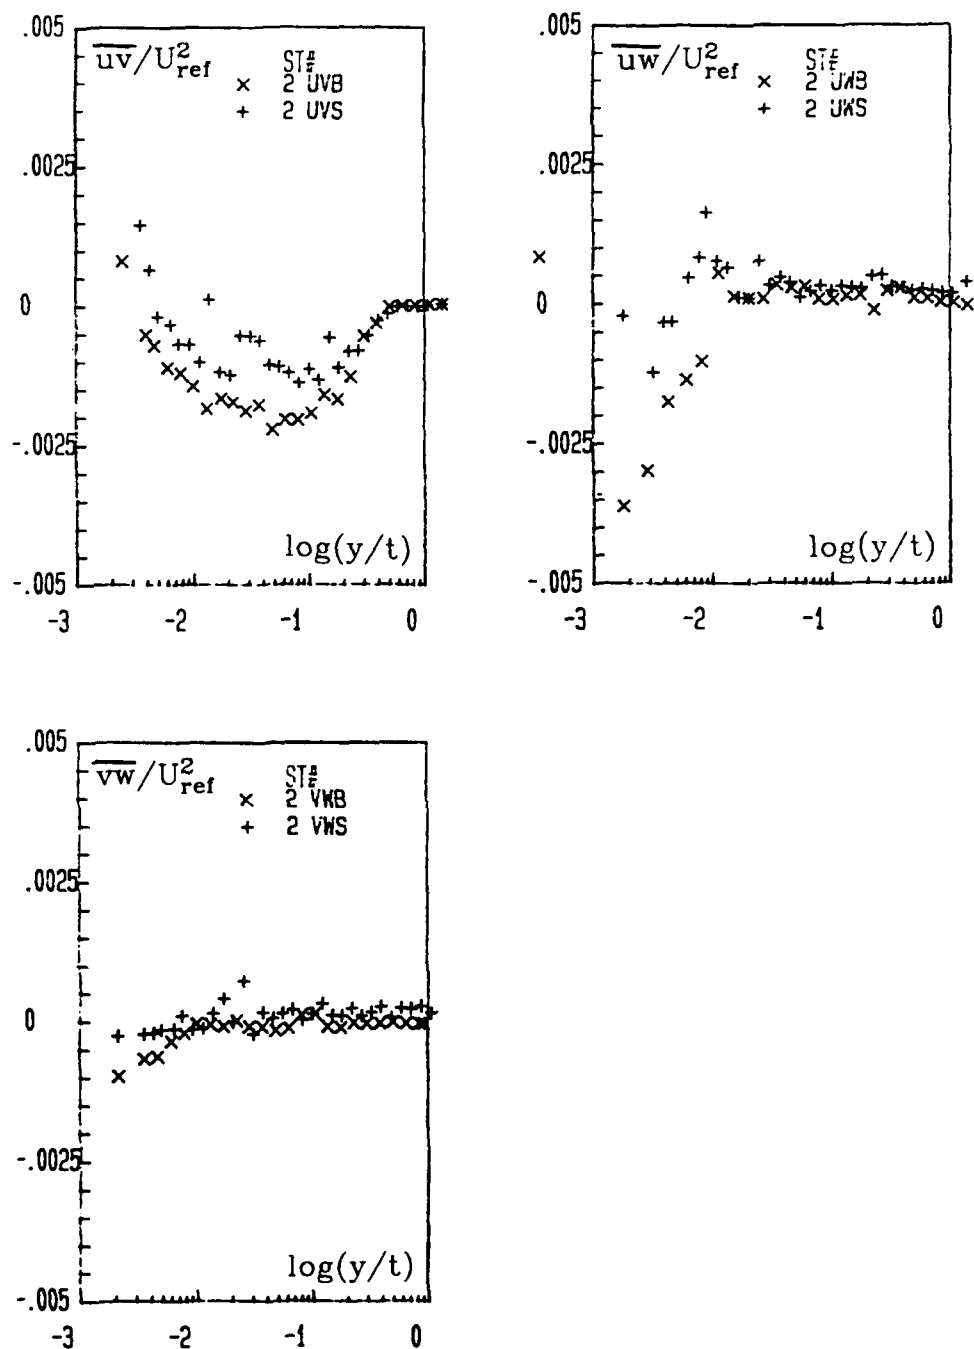 .005
uv/U²ref
ST#
× 2 UVB
+ 2 UVS
.0025
0
-.0025
log(y/t)
-.005
-3 -2 -1 0
.005
uw/U²ref
ST#
× 2 UWB
+ 2 UWS
.0025
0
-.0025
log(y/t)
-.005
-3 -2 -1 0
.005
vw/U²ref
ST#
× 2 VWB
+ 2 VWS
.0025
0
-.0025
log(y/t)
-.005
-3 -2 -1 0